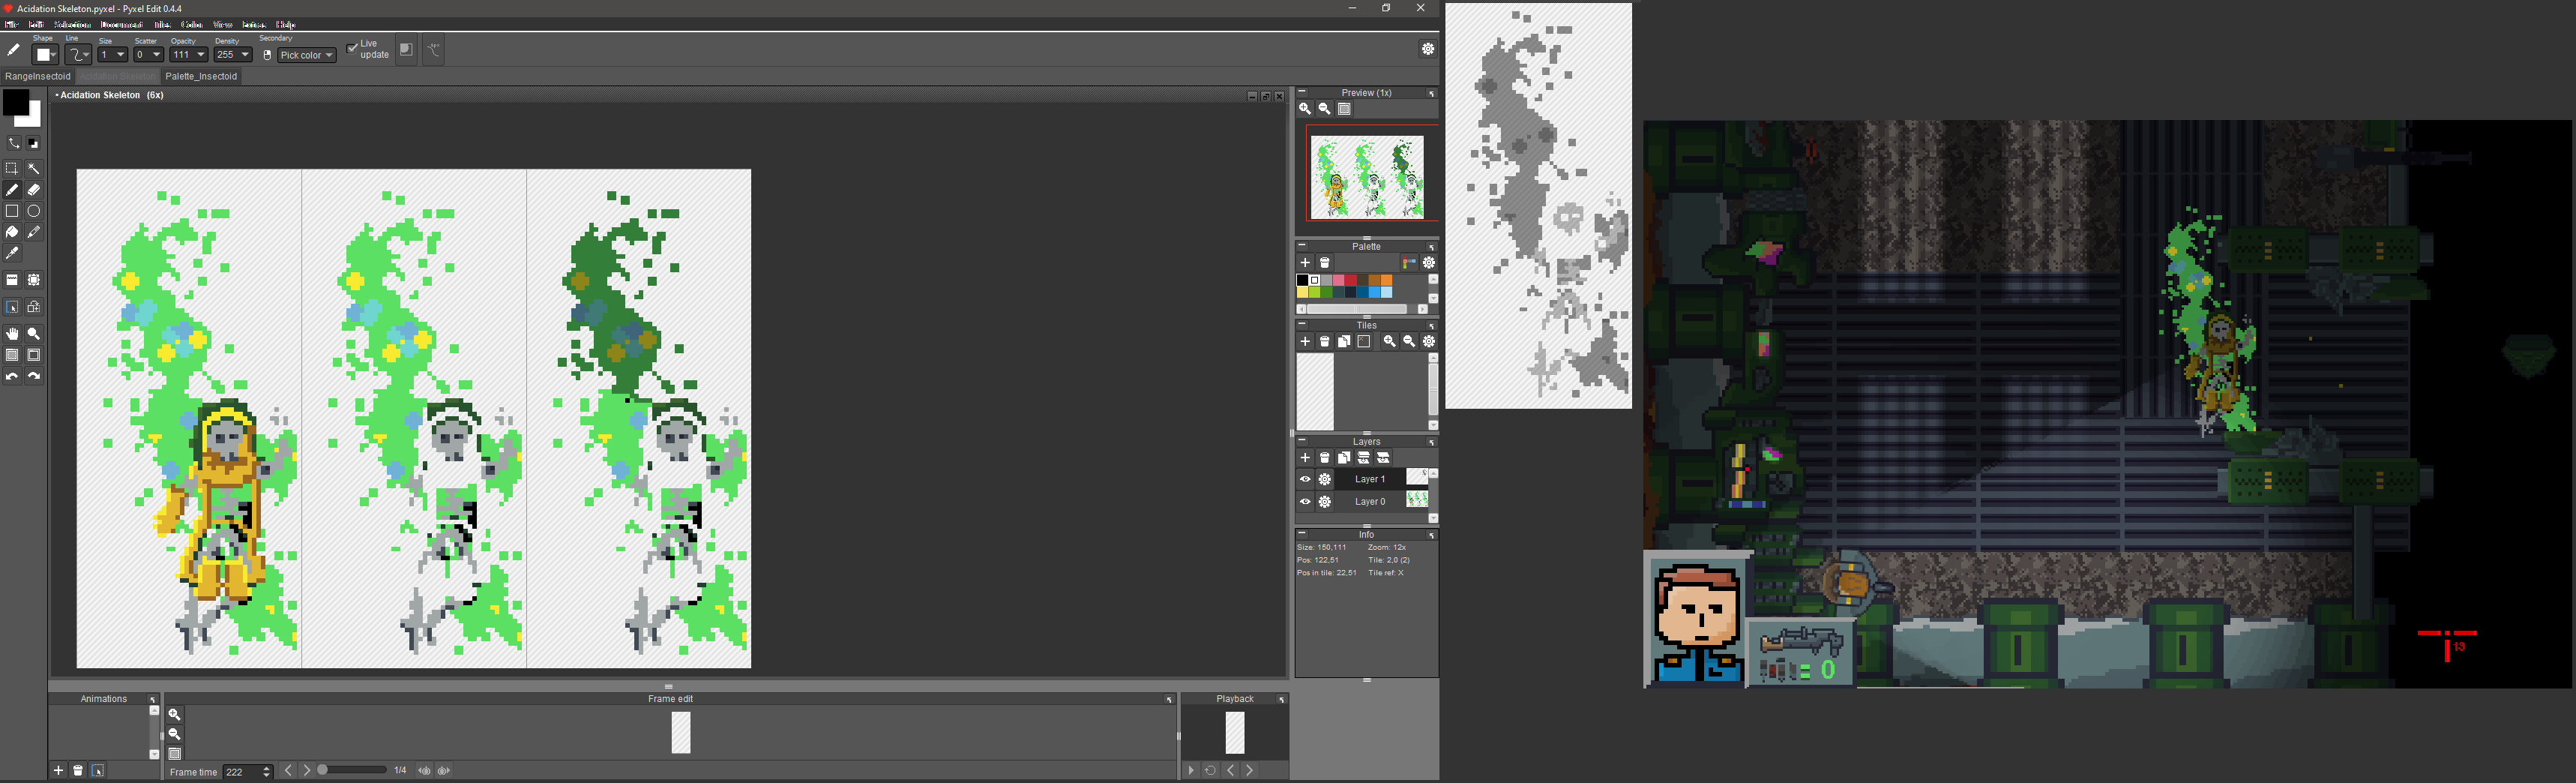 Acidation Skeleton.pyxel - Pyxel Edit 0.4.4
File Edit Selection Document Tiles Color View Extras Help
Shape Line Size Scatter Opacity Density Secondary
1 0 111 255 Pick color Live update
RangeInsectoid Acidation Skeleton Palette_Insectoid
• Acidation Skeleton (6x)
Preview (1x)
Palette
Tiles
Layers
Layer 1
Layer 0
Info
Size: 150,111 Zoom: 12x
Pos: 122,51 Tile: 2,0 (2)
Pos in tile: 22,51 Tile ref: X
Animations Frame edit Playback
Frame time 222 1/4
= 0
13